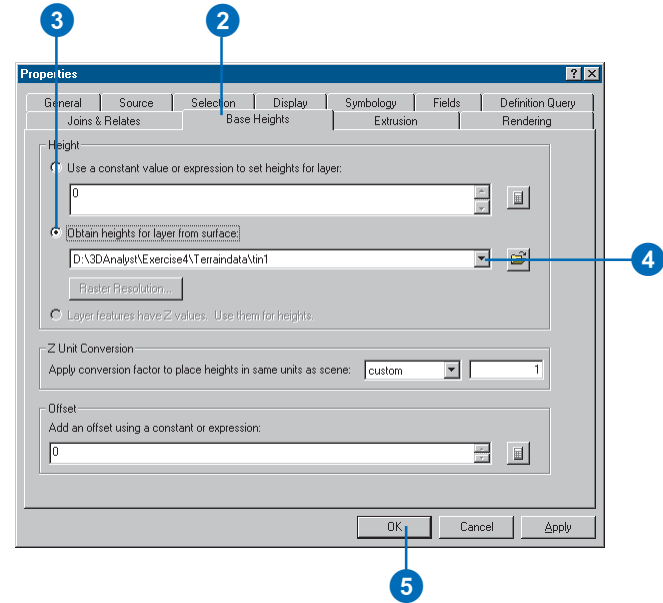 3
2
Properties
General Source Selection Display Symbology Fields Definition Query
Joins & Relates Base Heights Extrusion Rendering
Height
Use a constant value or expression to set heights for layer:
0
Obtain heights for layer from surface:
D:\3DAnalyst\Exercise4\Terraindata\tin1
4
Raster Resolution...
Layer features have Z values. Use them for heights.
Z Unit Conversion
Apply conversion factor to place heights in same units as scene: custom 1
Offset
Add an offset using a constant or expression:
0
OK Cancel Apply
5